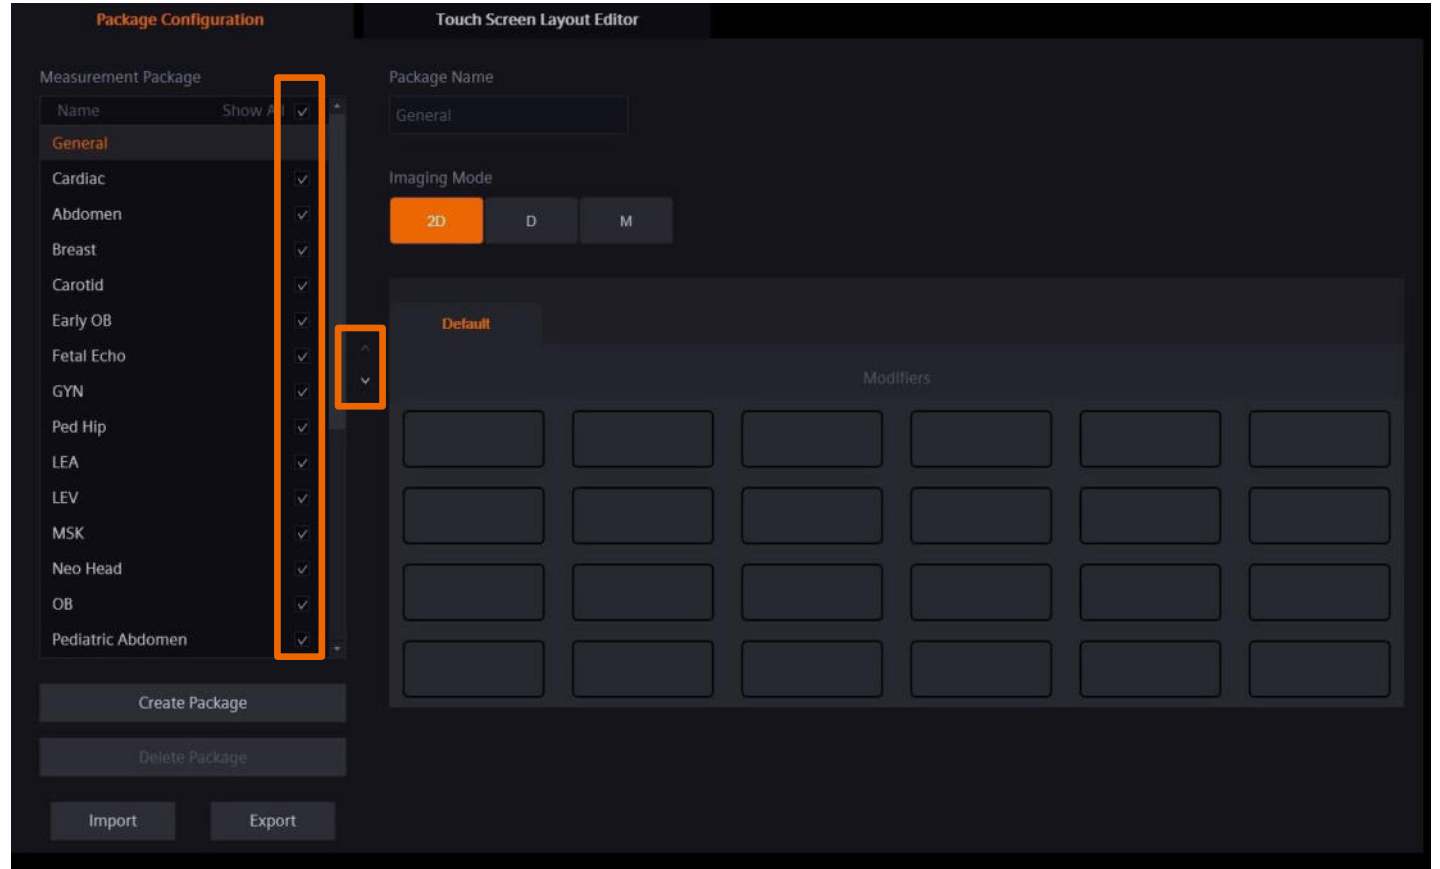 Package Configuration
Touch Screen Layout Editor
Measurement Package
Package Name
Name Show All
General
General
Cardiac
Imaging Mode
Abdomen
2D D M
Breast
Carotid
Early OB
Default
Fetal Echo
Modifiers
GYN
Ped Hip
LEA
LEV
MSK
Neo Head
OB
Pediatric Abdomen
Create Package
Delete Package
Import Export